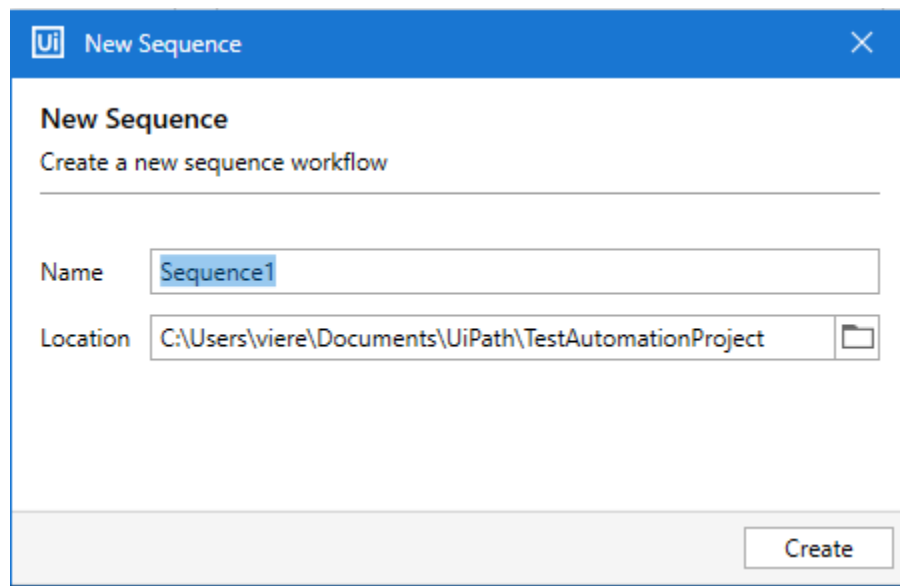 Ui New Sequence
New Sequence
Create a new sequence workflow
Name Sequence1
Location C:\Users\viere\Documents\UiPath\TestAutomationProject
Create